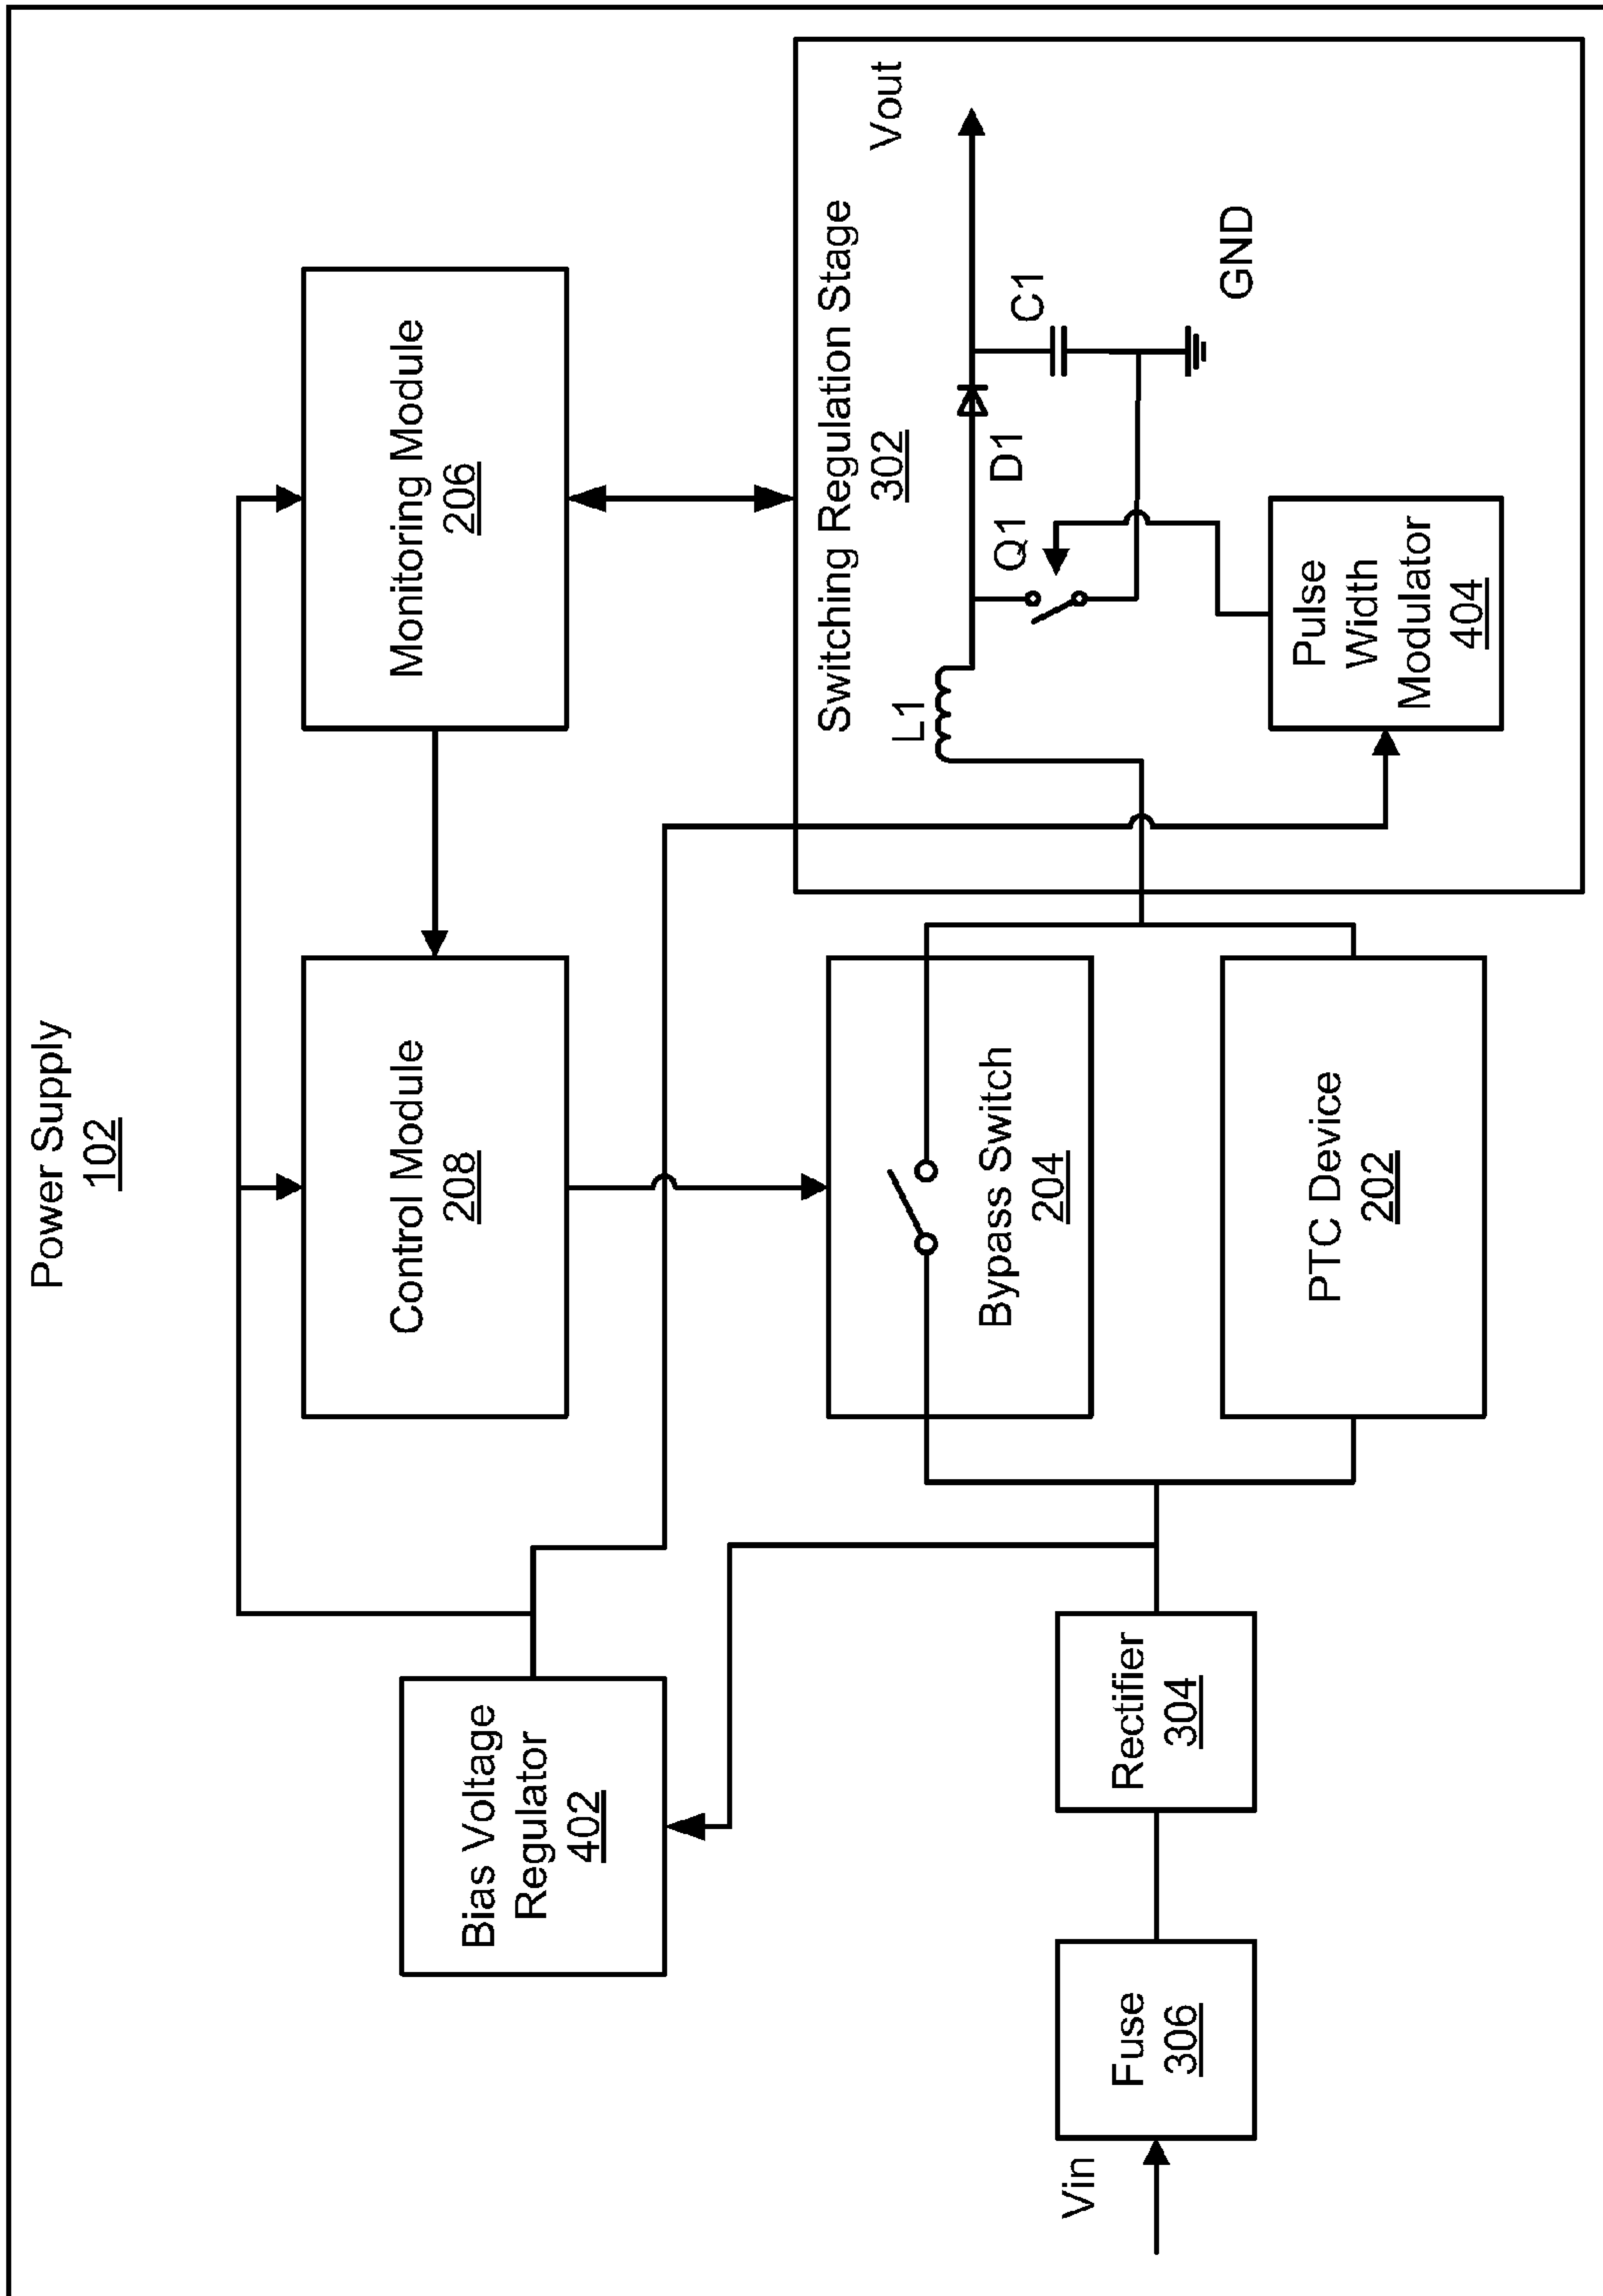 Power Supply
102
Bias Voltage
Regulator
402
Control Module
208
Monitoring Module
206
Vin
Fuse
306
Rectifier
304
Bypass Switch
204
PTC Device
202
Switching Regulation Stage
302
L1
Q1
D1
C1
Vout
GND
Pulse
Width
Modulator
404